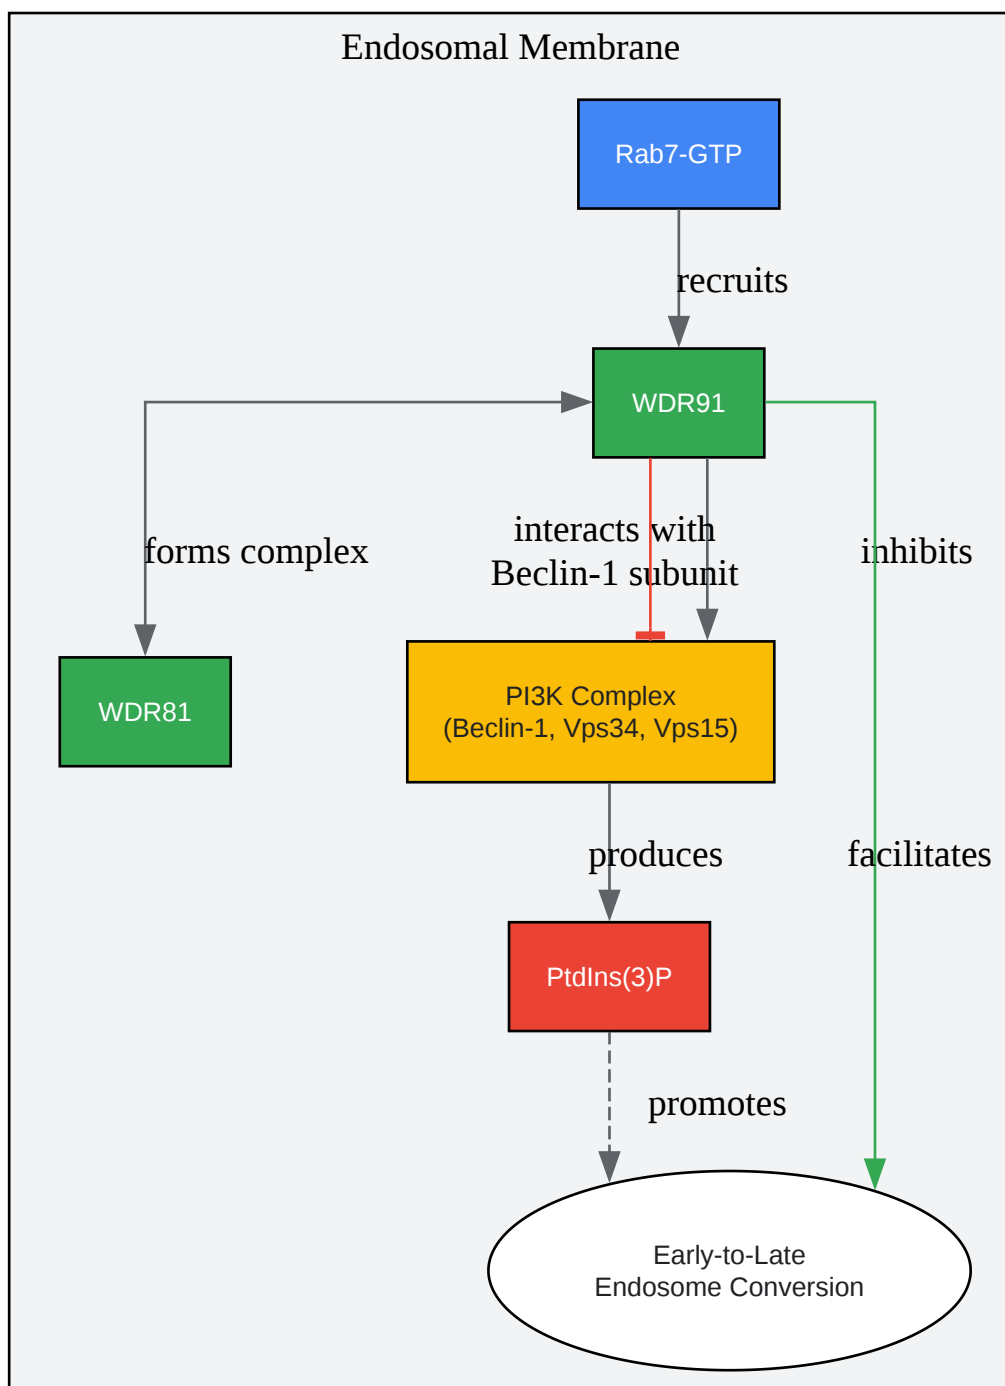 Endosomal Membrane
Rab7-GTP
recruits
WDR91
interacts with
Beclin-1 subunit
forms complex
inhibits
WDR81
PI3K Complex
(Beclin-1, Vps34, Vps15)
produces
facilitates
PtdIns(3)P
promotes
Early-to-Late
Endosome Conversion